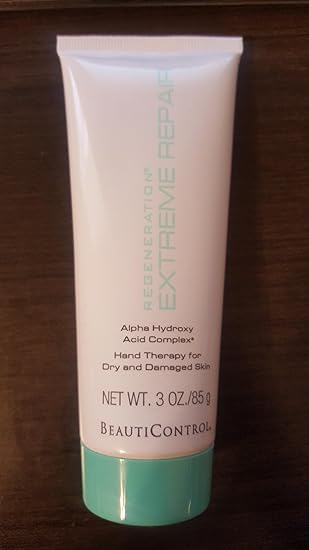 REGENERATION®
EXTREME REPAIR
Alpha Hydroxy
Acid Complex*
Hand Therapy for
Dry and Damaged Skin
NET WT. 3 OZ./85 g
BEAUTICONTROL®